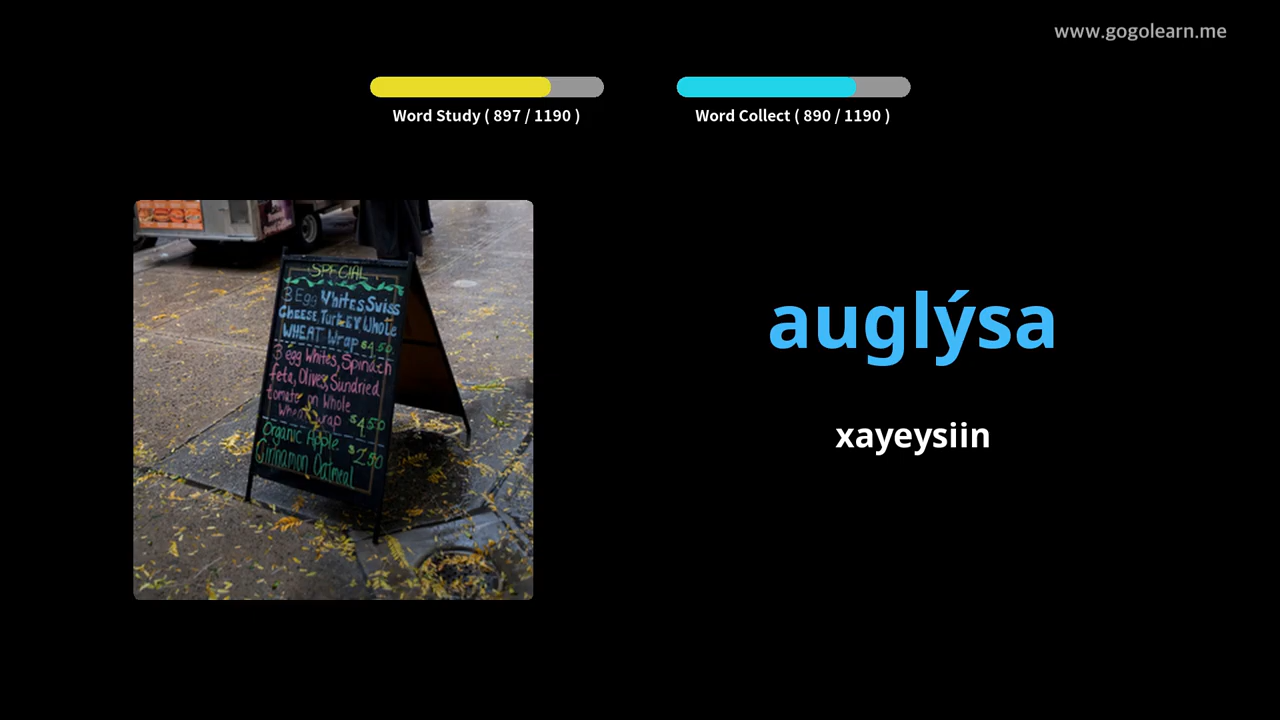 www.gogolearn.me
Word Study ( 897 / 1190 )
Word Collect ( 890 / 1190 )
SPECIAL
3 Egg Whites Swiss
Cheese, Turkey Whole
WHEAT Wrap $4.50
3 egg Whites, Spinach
feta, Olives, Sundried
tomato on Whole
Wheat Wrap $4.50
Organic Apple
Cinnamon Oatmeal
auglýsa
xayeysiin